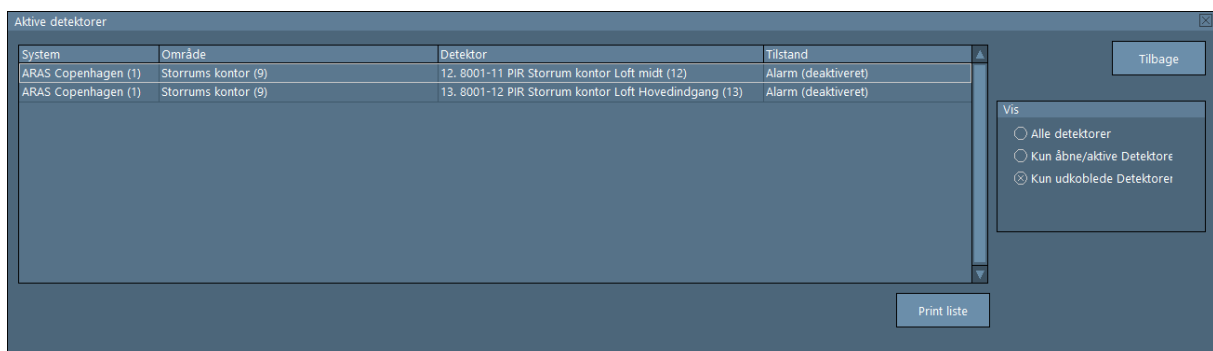 Aktive detektorer
System Område Detektor Tilstand
ARAS Copenhagen (1) Storrums kontor (9) 12. 8001-11 PIR Storrum kontor Loft midt (12) Alarm (deaktiveret)
ARAS Copenhagen (1) Storrums kontor (9) 13. 8001-12 PIR Storrum kontor Loft Hovedindgang (13) Alarm (deaktiveret)
Tilbage
Vis
Alle detektorer
Kun åbne/aktive Detektore
Kun udkoblede Detektorer
Print liste